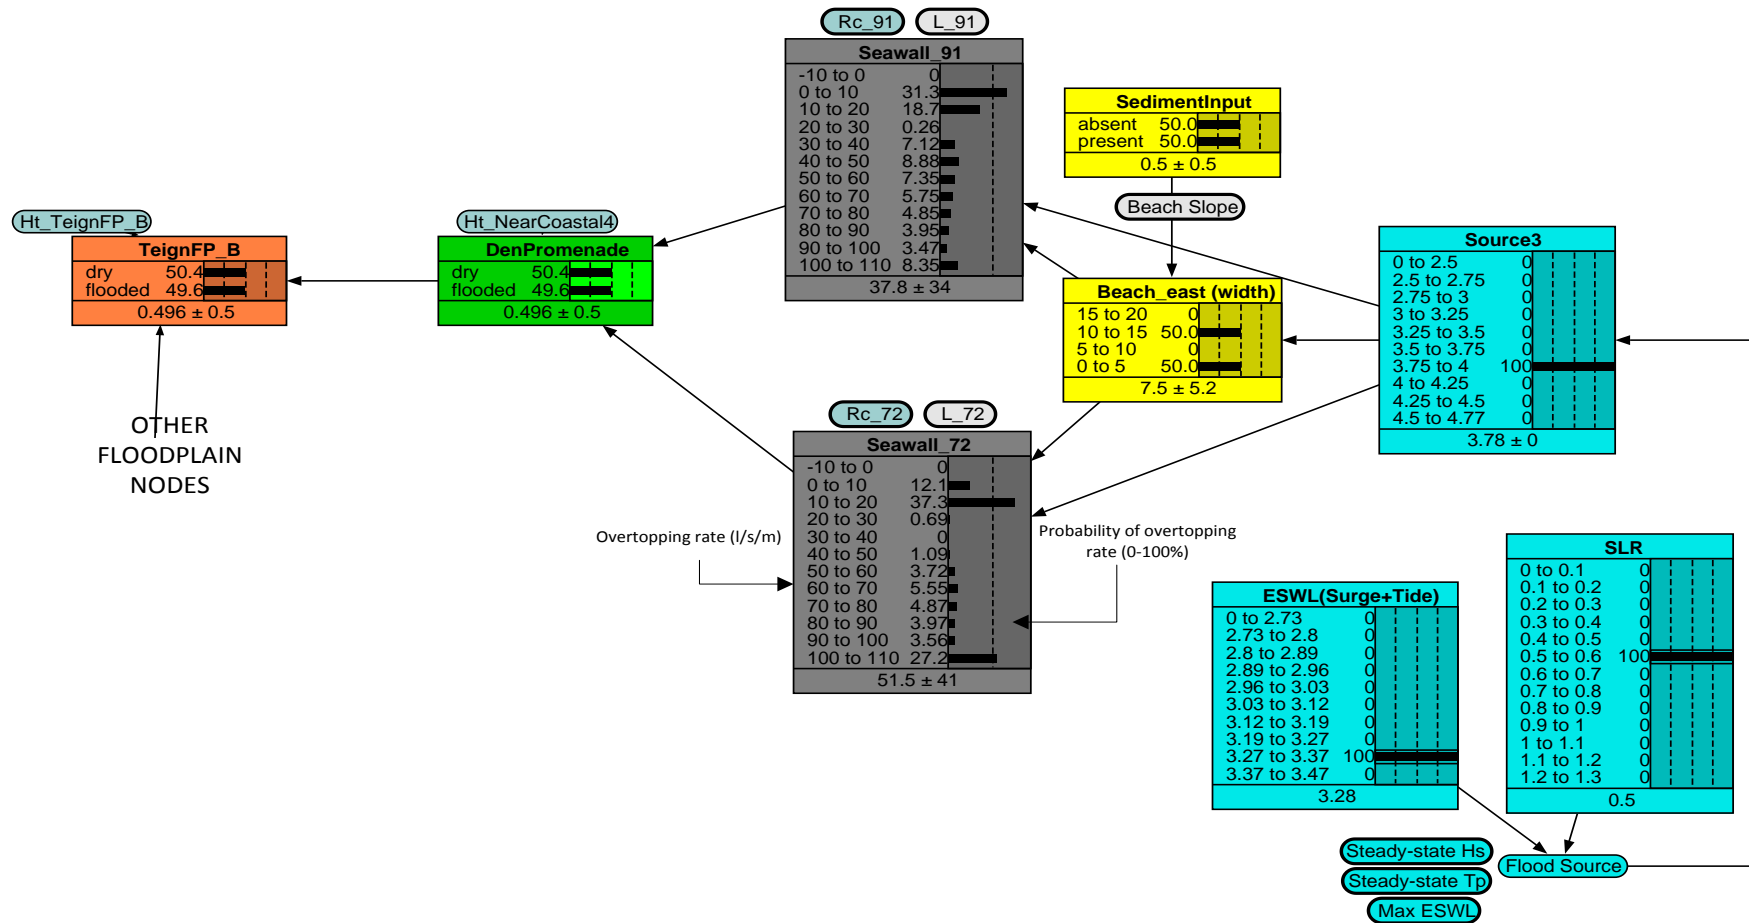 Rc_91 L_91
Seawall_91
-10 to 0 0
0 to 10 31.3
10 to 20 18.7
20 to 30 0.26
30 to 40 7.12
40 to 50 8.88
50 to 60 7.35
60 to 70 5.75
70 to 80 4.85
80 to 90 3.95
90 to 100 3.47
100 to 110 8.35
37.8 ± 34
SedimentInput
absent 50.0
present 50.0
0.5 ± 0.5
Beach Slope
Ht_TeignFP_B
TeignFP_B
dry 50.4
flooded 49.6
0.496 ± 0.5
Ht_NearCoastal4
DenPromenade
dry 50.4
flooded 49.6
0.496 ± 0.5
Beach_east (width)
15 to 20 0
10 to 15 50.0
5 to 10 0
0 to 5 50.0
7.5 ± 5.2
Source3
0 to 2.5 0
2.5 to 2.75 0
2.75 to 3 0
3 to 3.25 0
3.25 to 3.5 0
3.5 to 3.75 0
3.75 to 4 100
4 to 4.25 0
4.25 to 4.5 0
4.5 to 4.77 0
3.78 ± 0
OTHER
FLOODPLAIN
NODES
Rc_72 L_72
Seawall_72
-10 to 0 0
0 to 10 12.1
10 to 20 37.3
20 to 30 0.69
30 to 40 0
40 to 50 1.09
50 to 60 3.72
60 to 70 5.55
70 to 80 4.87
80 to 90 3.97
90 to 100 3.56
100 to 110 27.2
51.5 ± 41
Overtopping rate (l/s/m)
Probability of overtopping
rate (0-100%)
ESWL(Surge+Tide)
0 to 2.73 0
2.73 to 2.8 0
2.8 to 2.89 0
2.89 to 2.96 0
2.96 to 3.03 0
3.03 to 3.12 0
3.12 to 3.19 0
3.19 to 3.27 0
3.27 to 3.37 100
3.37 to 3.47 0
3.28
SLR
0 to 0.1 0
0.1 to 0.2 0
0.2 to 0.3 0
0.3 to 0.4 0
0.4 to 0.5 0
0.5 to 0.6 100
0.6 to 0.7 0
0.7 to 0.8 0
0.8 to 0.9 0
0.9 to 1 0
1 to 1.1 0
1.1 to 1.2 0
1.2 to 1.3 0
0.5
Steady-state Hs
Steady-state Tp
Max ESWL
Flood Source